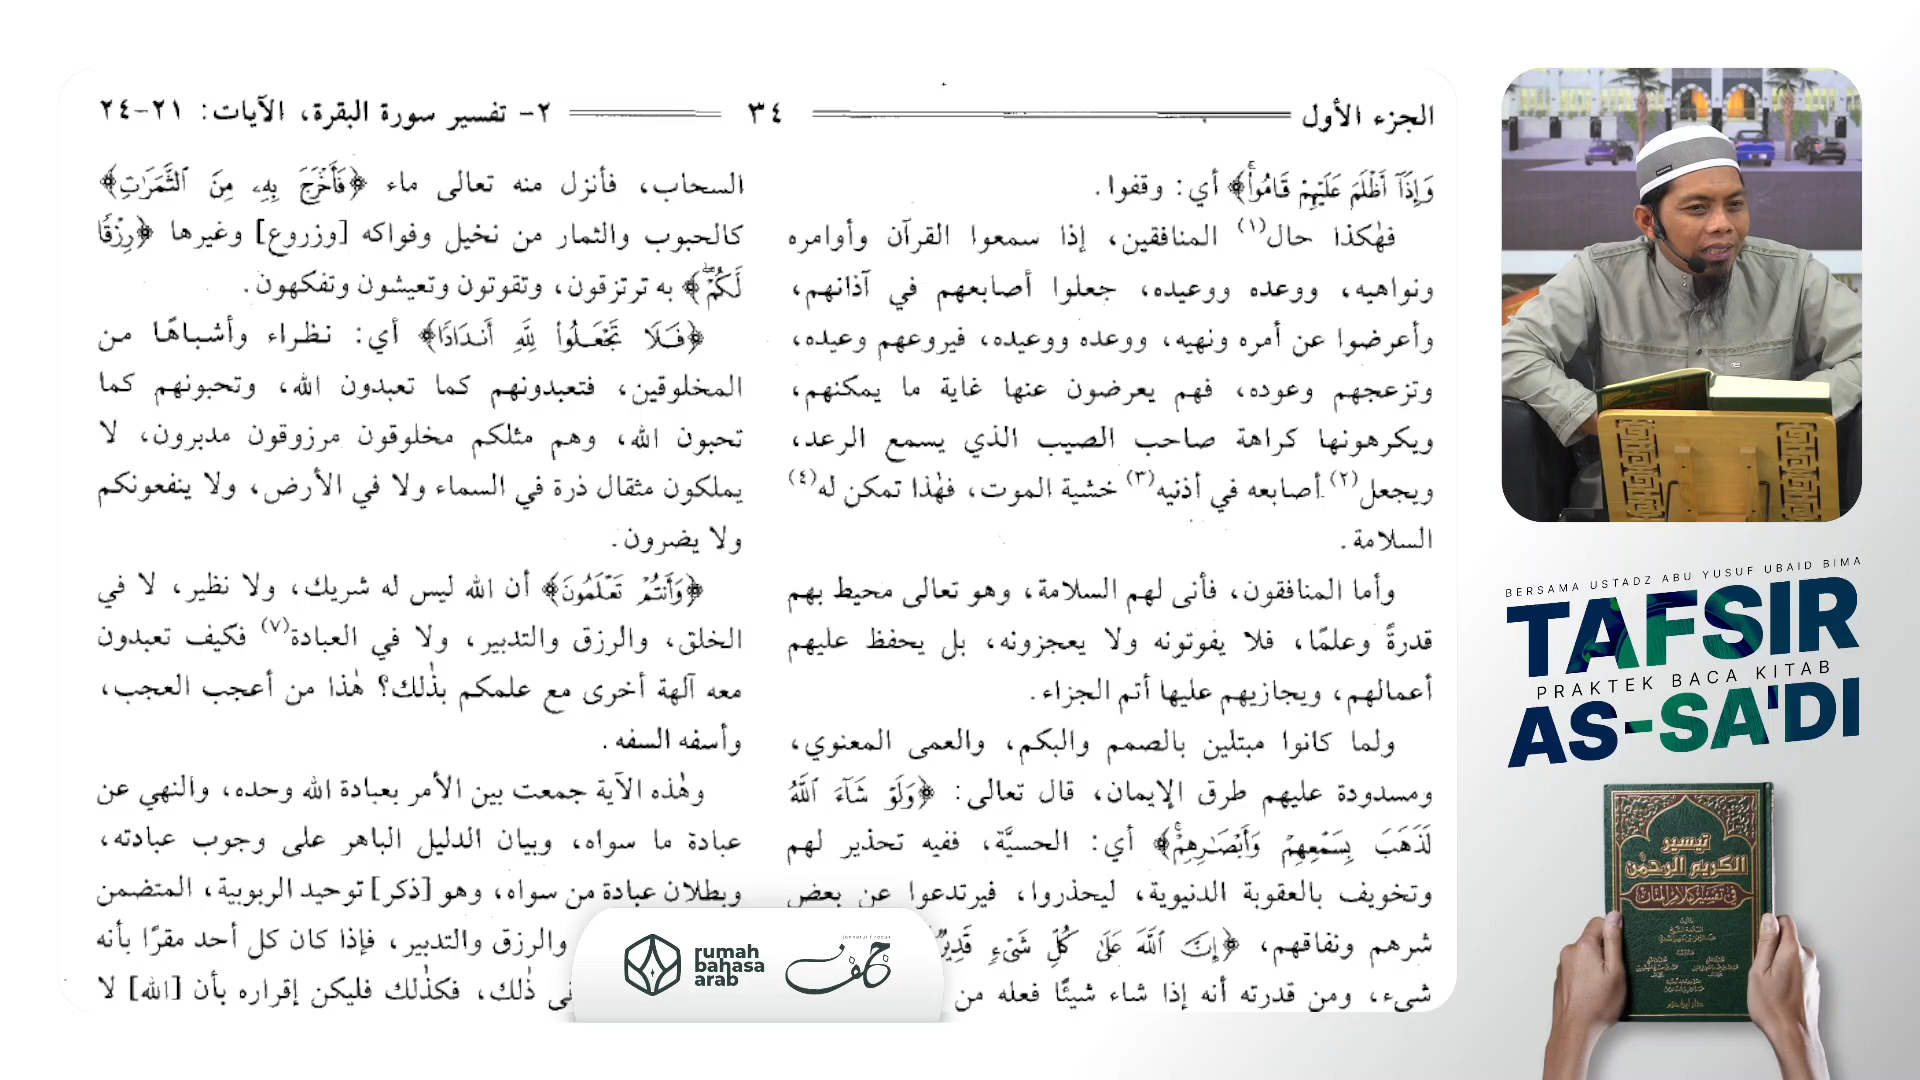 الجزء الأول ٣٤ ٢- تفسير سورة البقرة، الآيات: ٢١-٢٤
وَإِذَآ أَظْلَمَ عَلَيْهِمْ قَامُوا۟ۚ﴾ أي: وقفوا.
فهٰكذا حال(١) المنافقين، إذا سمعوا القرآن وأوامره
ونواهيه، ووعده ووعيده، جعلوا أصابعهم في آذانهم،
وأعرضوا عن أمره ونهيه، ووعده ووعيده، فيروعهم وعيده،
وتزعجهم وعوده، فهم يعرضون عنها غاية ما يمكنهم،
ويكرهونها كراهة صاحب الصيب الذي يسمع الرعد،
ويجعل(٢) أصابعه في أذنيه(٣) خشية الموت، فهٰذا تمكن له(٤)
السلامة.
وأما المنافقون، فأنى لهم السلامة، وهو تعالى محيط بهم
قدرةً وعلمًا، فلا يفوتونه ولا يعجزونه، بل يحفظ عليهم
أعمالهم، ويجازيهم عليها أتم الجزاء.
ولما كانوا مبتلين بالصمم والبكم، والعمى المعنوي،
ومسدودة عليهم طرق الإيمان، قال تعالى: ﴿وَلَوْ شَآءَ ٱللَّهُ
لَذَهَبَ بِسَمْعِهِمْ وَأَبْصَـٰرِهِمْۚ﴾ أي: الحسيَّة، ففيه تحذير لهم
وتخويف بالعقوبة الدنيوية، ليحذروا، فيرتدعوا عن بعض
شرهم ونفاقهم، ﴿إِنَّ ٱللَّهَ عَلَىٰ كُلِّ شَىْءٍ قَدِيرٌ
شيء، ومن قدرته أنه إذا شاء شيئًا فعله من
السحاب، فأنزل منه تعالى ماء ﴿فَأَخْرَجَ بِهِۦ مِنَ ٱلثَّمَرَٰتِ﴾
كالحبوب والثمار من نخيل وفواكه [وزروع] وغيرها ﴿رِزْقًا
لَّكُمْۖ﴾ به ترتزقون، وتقوتون وتعيشون وتفكهون.
﴿فَلَا تَجْعَلُوا۟ لِلَّهِ أَندَادًا﴾ أي: نظراء وأشباهًا من
المخلوقين، فتعبدونهم كما تعبدون الله، وتحبونهم كما
تحبون الله، وهم مثلكم مخلوقون مرزوقون مدبرون، لا
يملكون مثقال ذرة في السماء ولا في الأرض، ولا ينفعونكم
ولا يضرون.
﴿وَأَنتُمْ تَعْلَمُونَ﴾ أن الله ليس له شريك، ولا نظير، لا في
الخلق، والرزق والتدبير، ولا في العبادة(٧) فكيف تعبدون
معه آلهة أخرى مع علمكم بذٰلك؟ هٰذا من أعجب العجب،
وأسفه السفه.
وهٰذه الآية جمعت بين الأمر بعبادة الله وحده، والنهي عن
عبادة ما سواه، وبيان الدليل الباهر على وجوب عبادته،
وبطلان عبادة من سواه، وهو [ذكر] توحيد الربوبية، المتضمن
والرزق والتدبير، فإذا كان كل أحد مقرًا بأنه
ذٰلك، فكذٰلك فليكن إقراره بأن [الله] لا
rumah
bahasa
arab
BERSAMA USTADZ ABU YUSUF UBAID BIMA
TAFSIR
PRAKTEK BACA KITAB
AS-SA'DI
تيسير
الكريم الرحمٰن
في تفسير كلام المنان